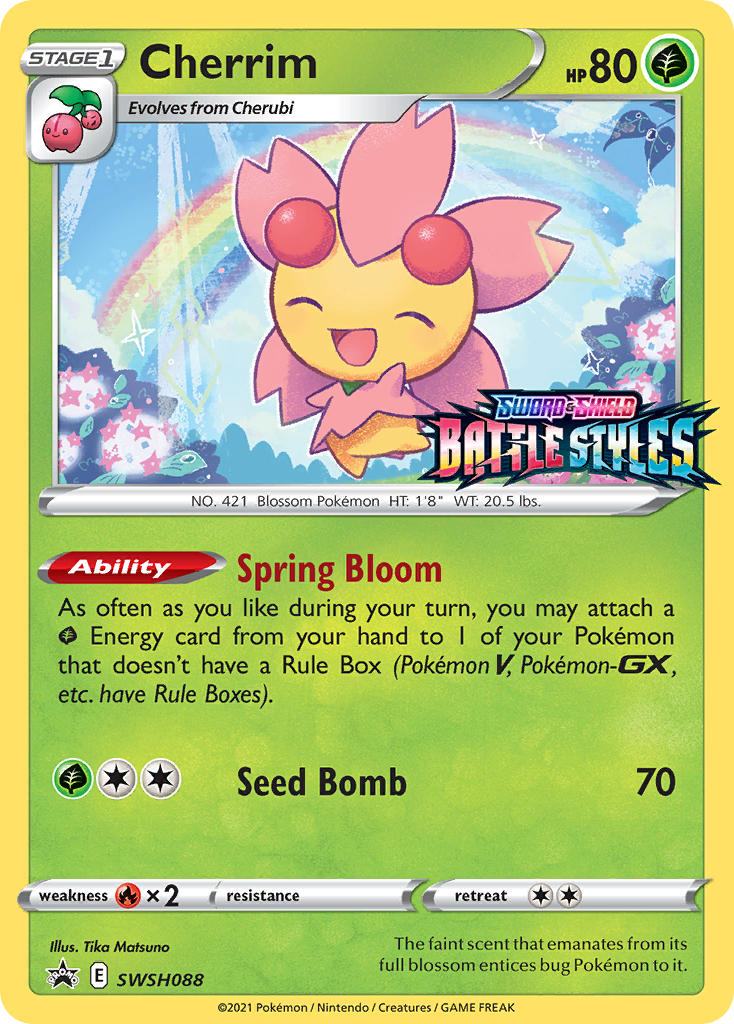 STAGE1
Cherrim
HP80
Evolves from Cherubi
SWORD & SHIELD
BATTLE STYLES
NO. 421 Blossom Pokémon HT: 1'8" WT: 20.5 lbs.
Ability Spring Bloom
As often as you like during your turn, you may attach a
Energy card from your hand to 1 of your Pokémon
that doesn't have a Rule Box (Pokémon V, Pokémon-GX,
etc. have Rule Boxes).
Seed Bomb 70
weakness ×2 resistance retreat
Illus. Tika Matsuno
The faint scent that emanates from its
full blossom entices bug Pokémon to it.
PROMO E SWSH088
©2021 Pokémon / Nintendo / Creatures / GAME FREAK